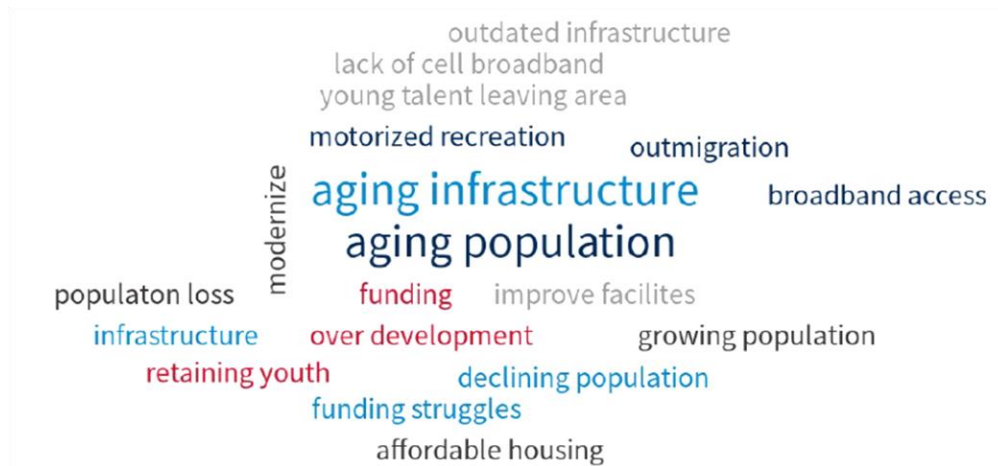 outdated infrastructure
lack of cell broadband
young talent leaving area
motorized recreation
outmigration
modernize
aging infrastructure
broadband access
aging population
populaton loss
funding
improve facilites
infrastructure
over development
growing population
retaining youth
declining population
funding struggles
affordable housing